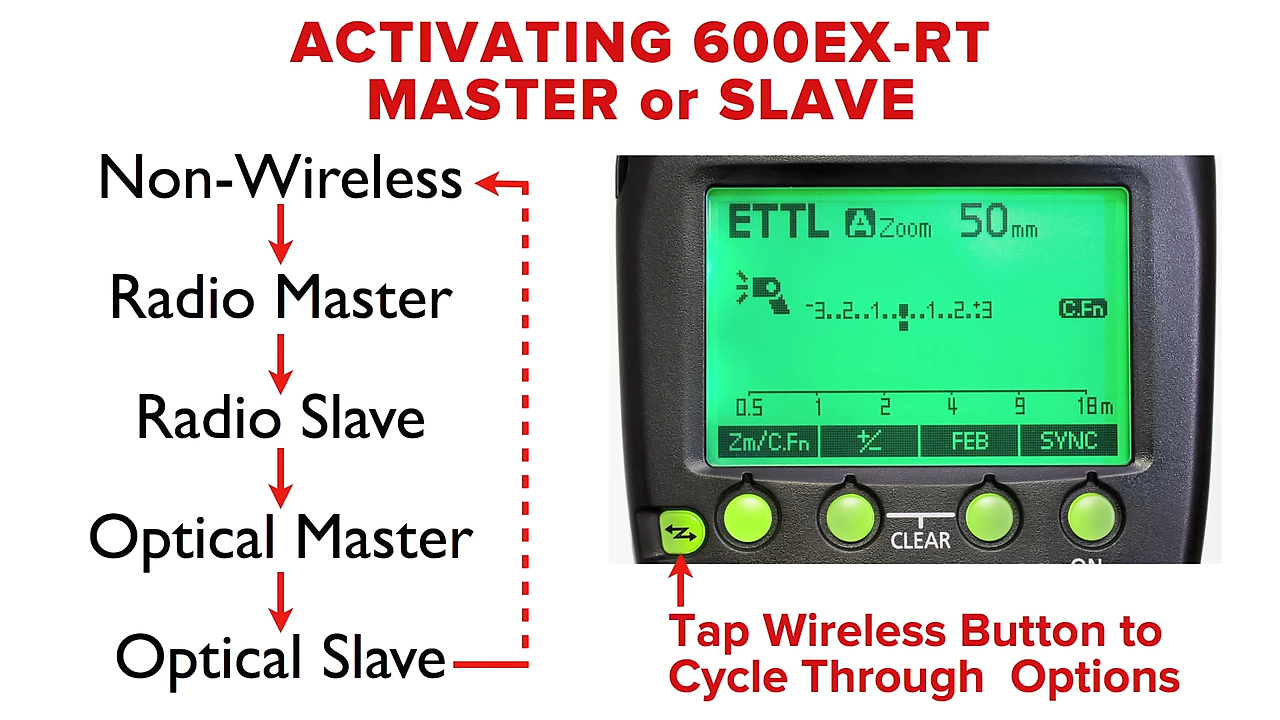 ACTIVATING 600EX-RT
MASTER or SLAVE
Non-Wireless
Radio Master
Radio Slave
Optical Master
Optical Slave
ETTL A Zoom 50mm
-3..2..1..▮..1..2.+3 C.Fn
0.5 1 2 4 9 18m
Zm/C.Fn +/- FEB SYNC
CLEAR
ON
Tap Wireless Button to
Cycle Through Options